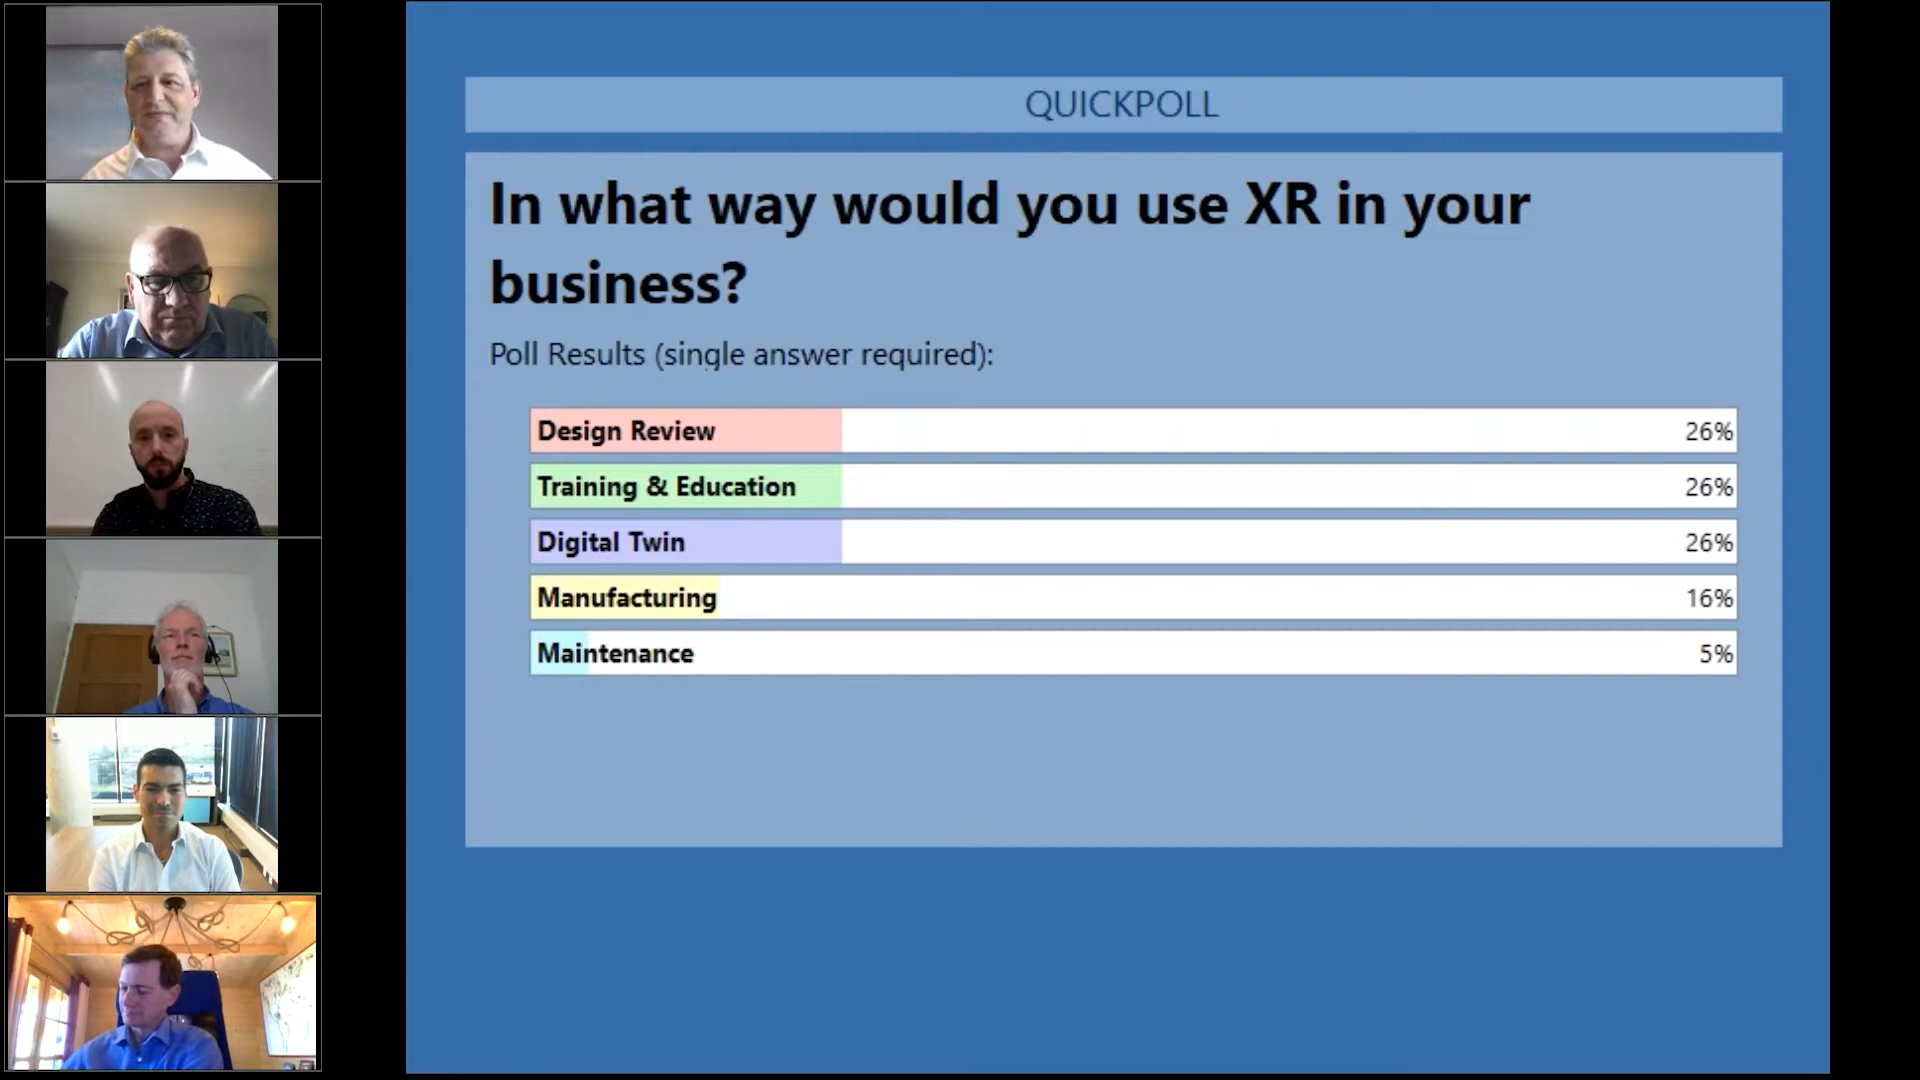 QUICKPOLL
In what way would you use XR in your
business?
Poll Results (single answer required):
Design Review 26%
Training & Education 26%
Digital Twin 26%
Manufacturing 16%
Maintenance 5%